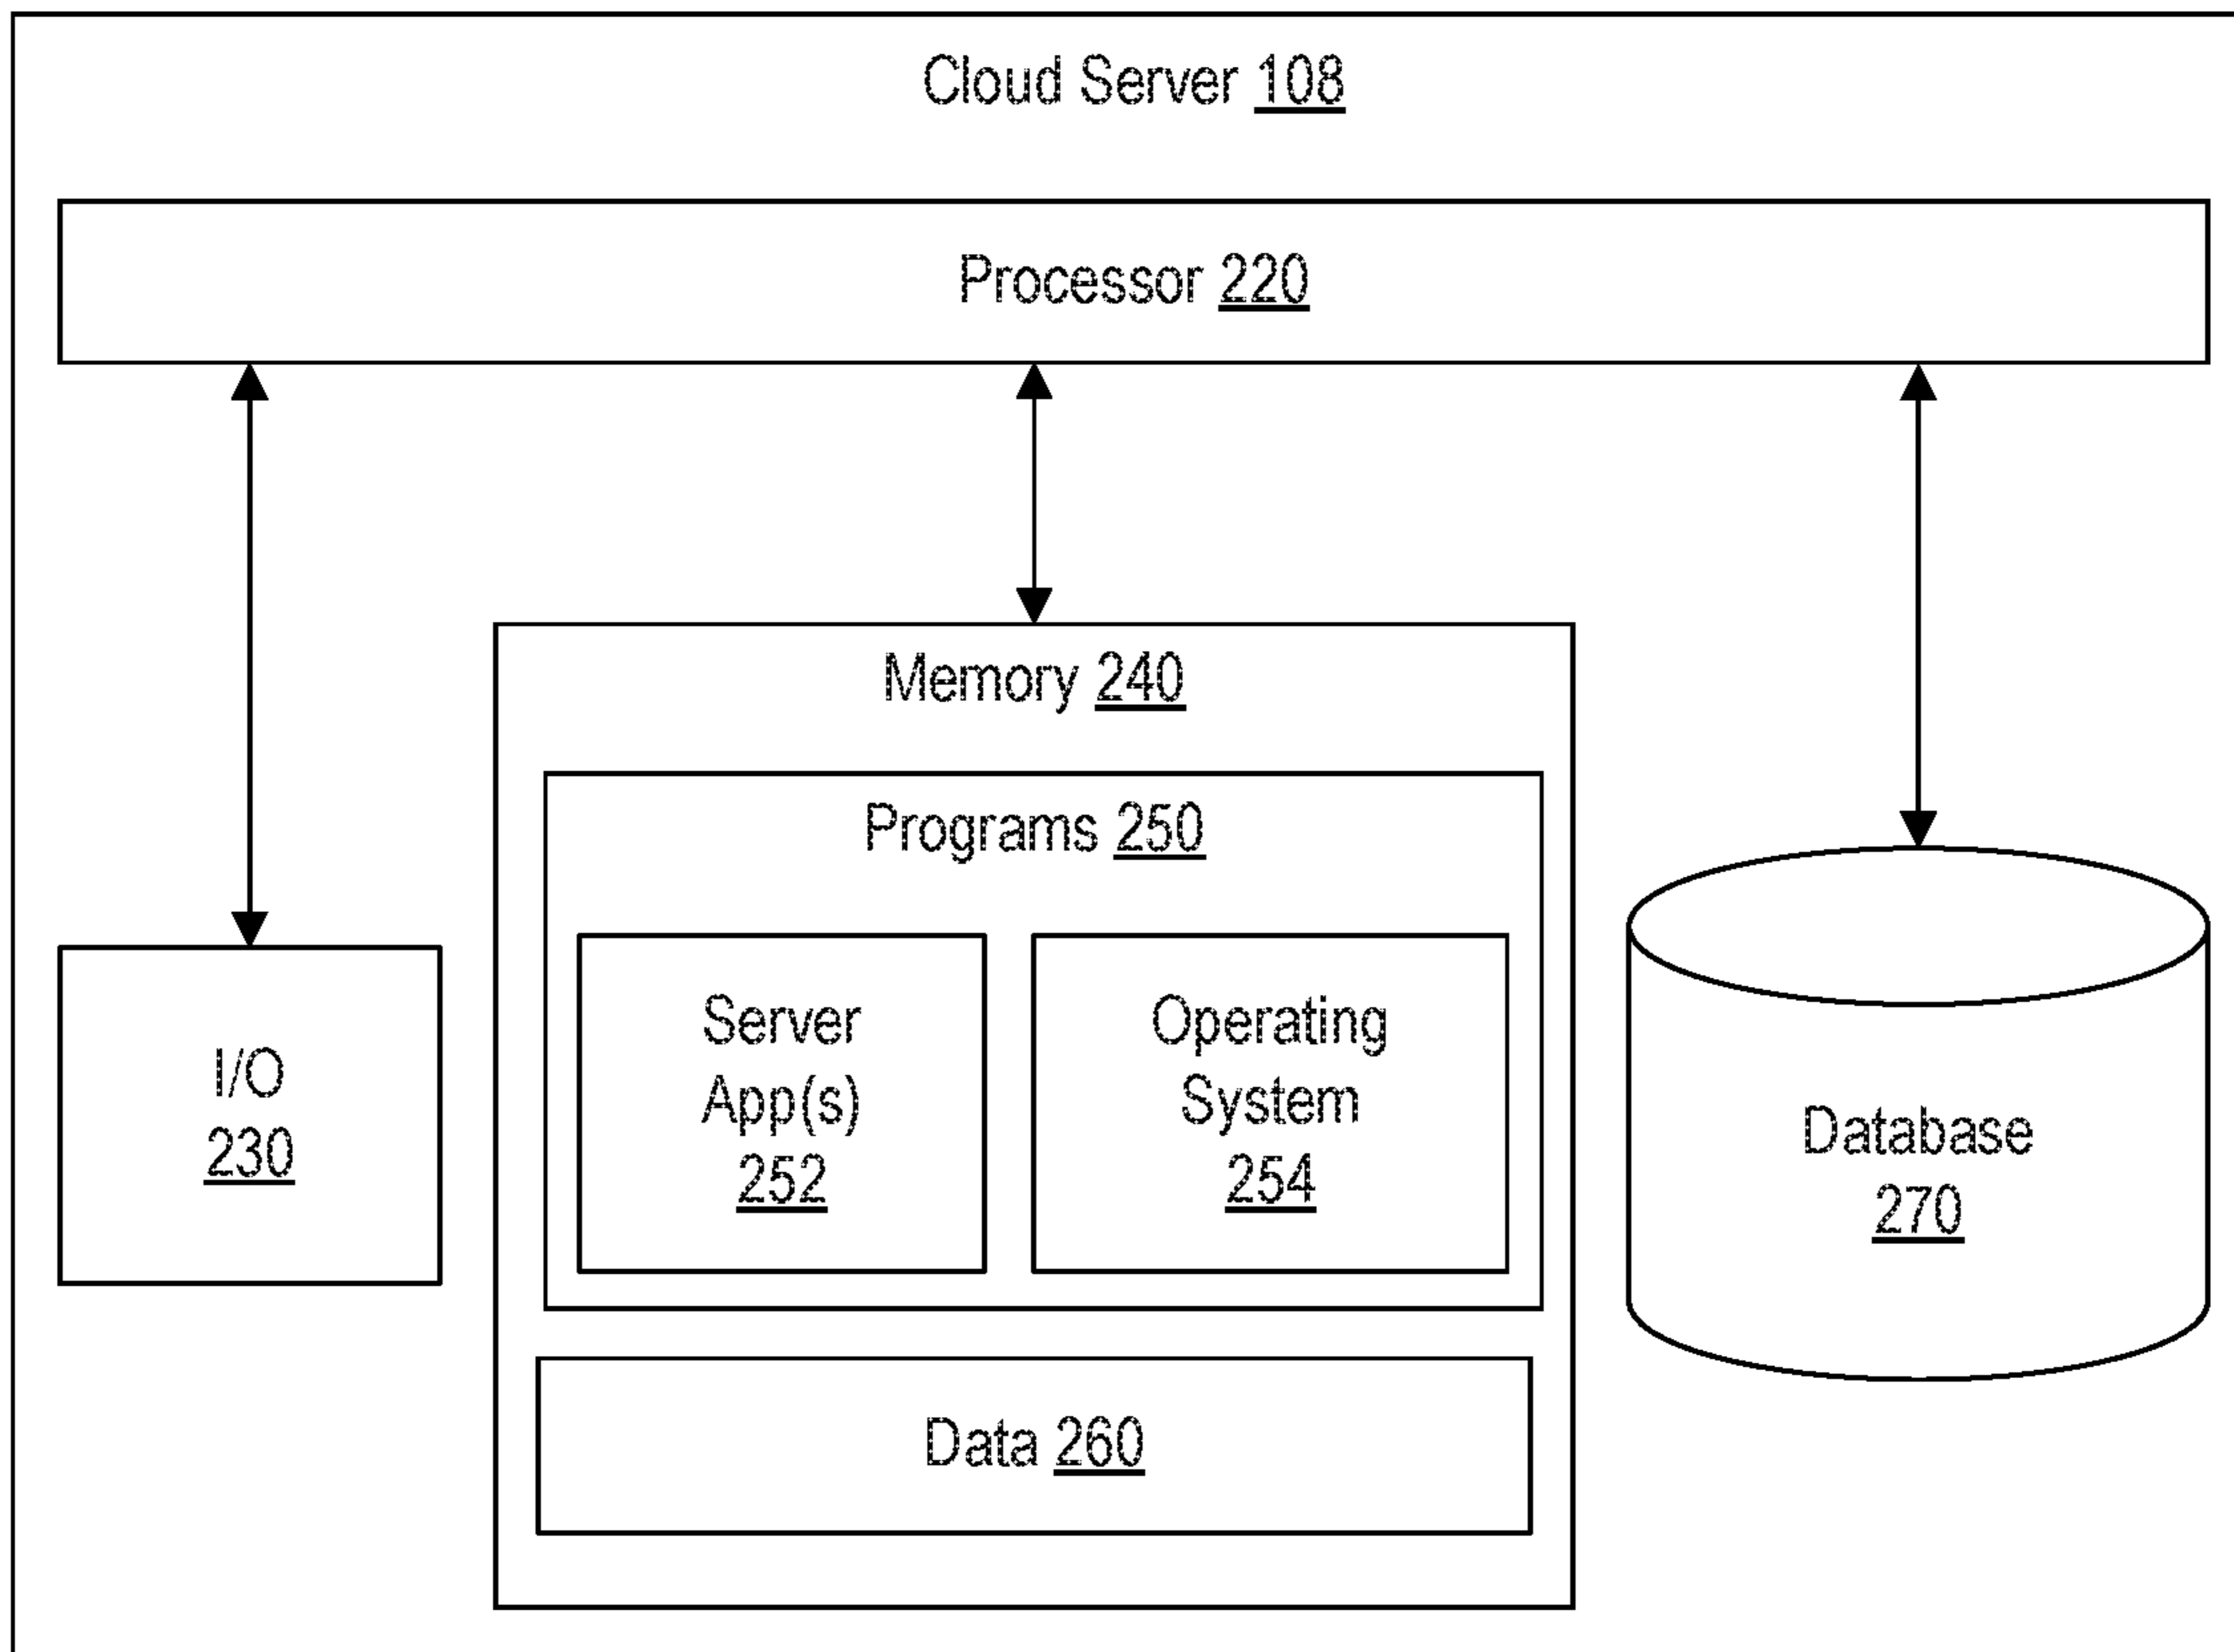 Cloud Server 108
Processor 220
Memory 240
Programs 250
Server
App(s)
252
Operating
System
254
I/O
230
Database
270
Data 260